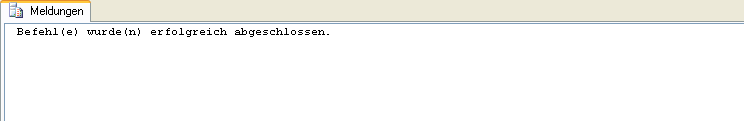 Meldungen
Befehl(e) wurde(n) erfolgreich abgeschlossen.